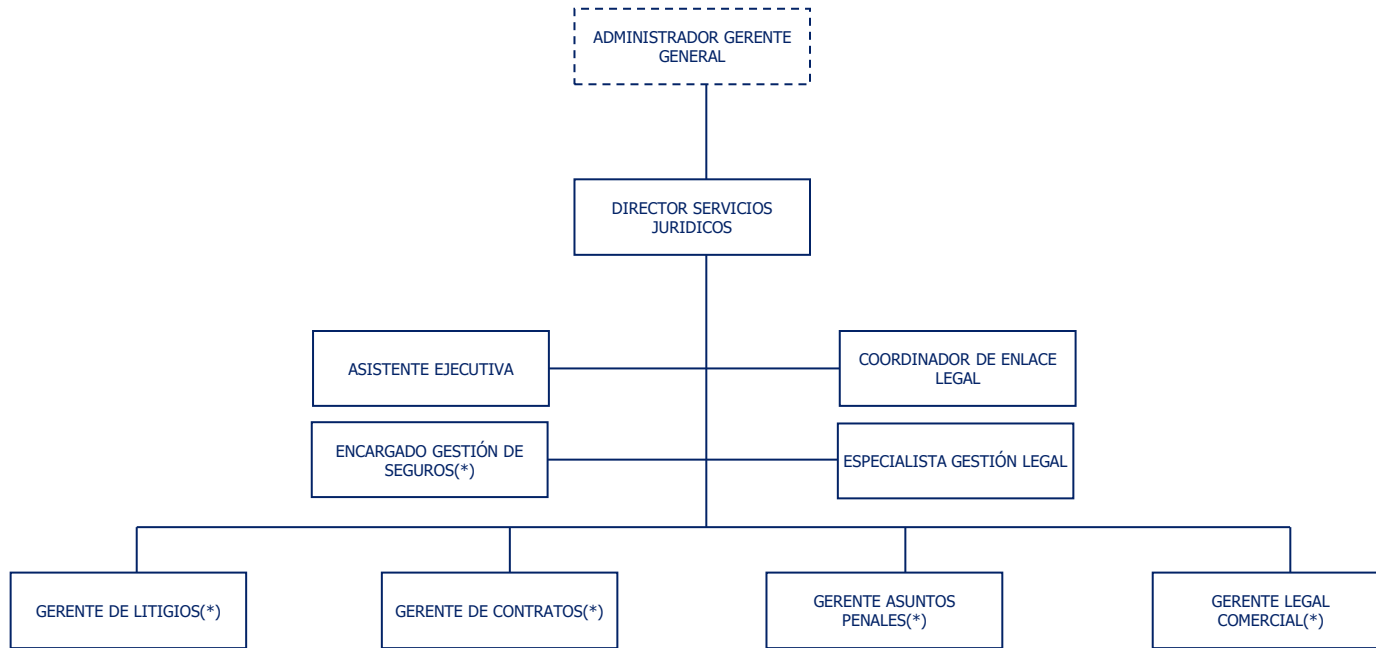 ADMINISTRADOR GERENTE
GENERAL
DIRECTOR SERVICIOS
JURIDICOS
ASISTENTE EJECUTIVA
COORDINADOR DE ENLACE
LEGAL
ENCARGADO GESTIÓN DE
SEGUROS(*)
ESPECIALISTA GESTIÓN LEGAL
GERENTE DE LITIGIOS(*)
GERENTE DE CONTRATOS(*)
GERENTE ASUNTOS
PENALES(*)
GERENTE LEGAL
COMERCIAL(*)